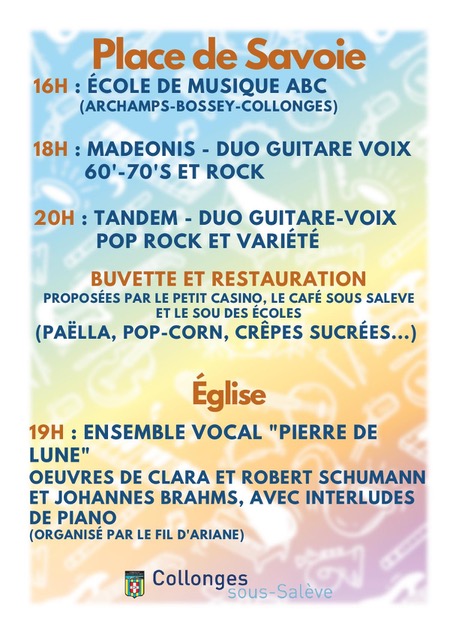 Place de Savoie
16H : ÉCOLE DE MUSIQUE ABC
(ARCHAMPS-BOSSEY-COLLONGES)
18H : MADEONIS - DUO GUITARE VOIX
60'-70'S ET ROCK
20H : TANDEM - DUO GUITARE-VOIX
POP ROCK ET VARIÉTÉ
BUVETTE ET RESTAURATION
PROPOSÉES PAR LE PETIT CASINO, LE CAFÉ SOUS SALEVE
ET LE SOU DES ÉCOLES
(PAËLLA, POP-CORN, CRÊPES SUCRÉES...)
Église
19H : ENSEMBLE VOCAL "PIERRE DE
LUNE"
OEUVRES DE CLARA ET ROBERT SCHUMANN
ET JOHANNES BRAHMS, AVEC INTERLUDES
DE PIANO
(ORGANISÉ PAR LE FIL D'ARIANE)
Collonges
sous-Salève